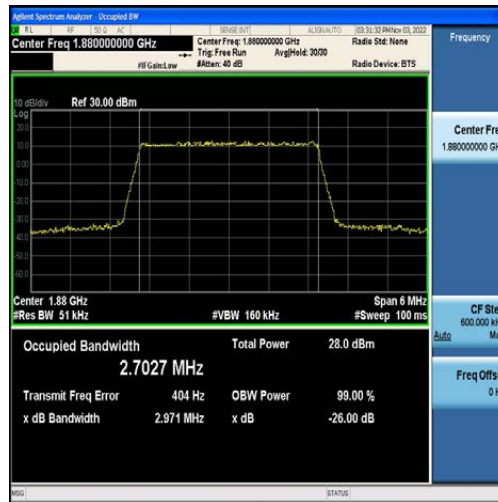 Agilent Spectrum Analyzer - Occupied BW
RL RF 50 Ω AC SENSE:INT ALIGNAUTO 03:31:32 PM Nov 03, 2022
Center Freq 1.880000000 GHz Center Freq: 1.880000000 GHz Radio Std: None Frequency
Trig: Free Run Avg|Hold: 30/30
#IFGain:Low #Atten: 40 dB Radio Device: BTS
10 dB/div Ref 30.00 dBm
Log
20.0
10.0
0.00
-10.0
-20.0
-30.0
-40.0
-50.0
-60.0
Center Fre
1.880000000 GH
Center 1.88 GHz Span 6 MHz
#Res BW 51 kHz #VBW 160 kHz #Sweep 100 ms
CF Ste
600.000 kH
Auto Ma
Occupied Bandwidth Total Power 28.0 dBm
2.7027 MHz
Transmit Freq Error 404 Hz OBW Power 99.00 %
x dB Bandwidth 2.971 MHz x dB -26.00 dB
Freq Offs
0 H
MSG STATUS